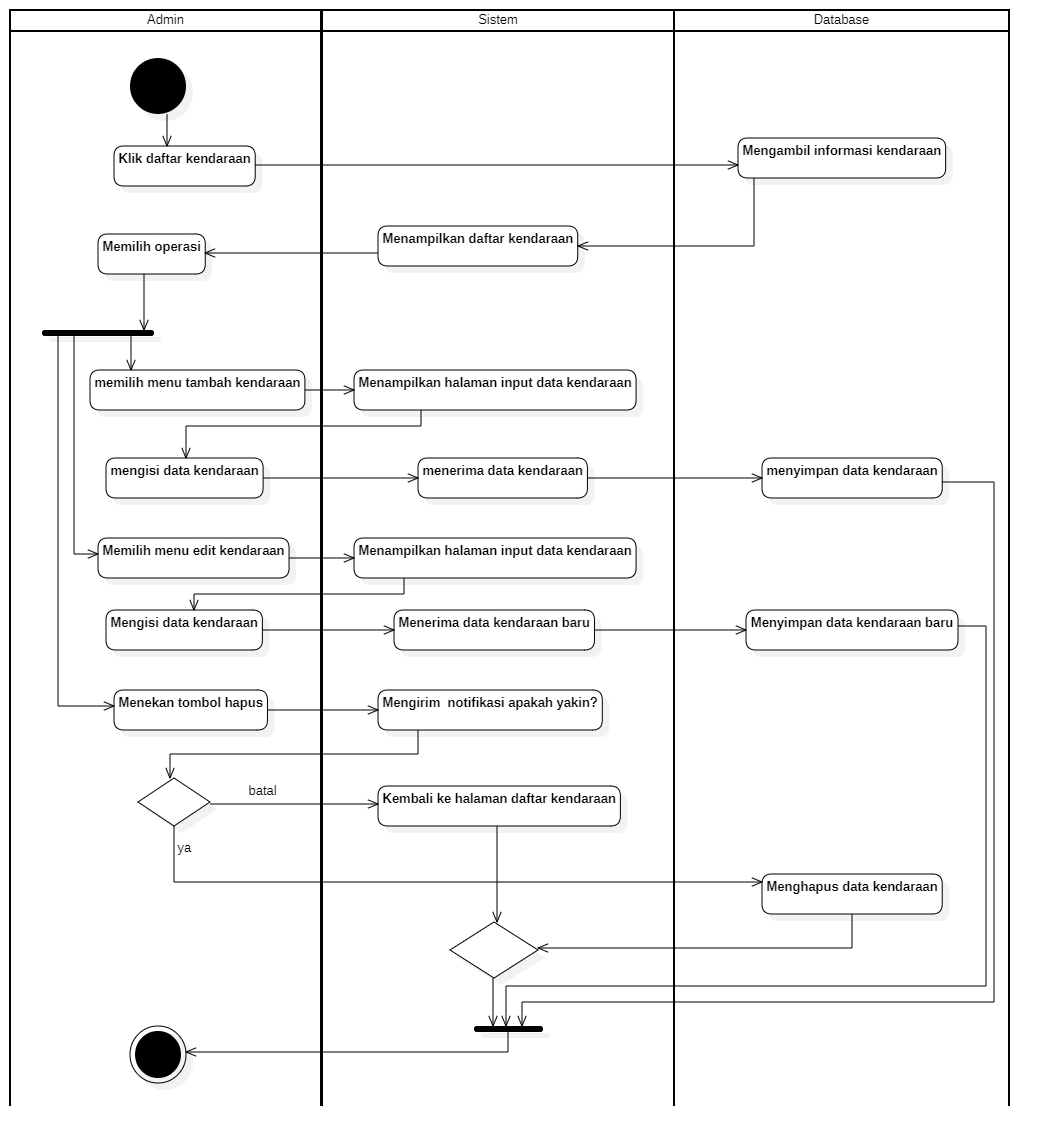 Admin
Sistem
Database
Klik daftar kendaraan
Mengambil informasi kendaraan
Memilih operasi
Menampilkan daftar kendaraan
memilih menu tambah kendaraan
Menampilkan halaman input data kendaraan
mengisi data kendaraan
menerima data kendaraan
menyimpan data kendaraan
Memilih menu edit kendaraan
Menampilkan halaman input data kendaraan
Mengisi data kendaraan
Menerima data kendaraan baru
Menyimpan data kendaraan baru
Menekan tombol hapus
Mengirim  notifikasi apakah yakin?
batal
Kembali ke halaman daftar kendaraan
ya
Menghapus data kendaraan